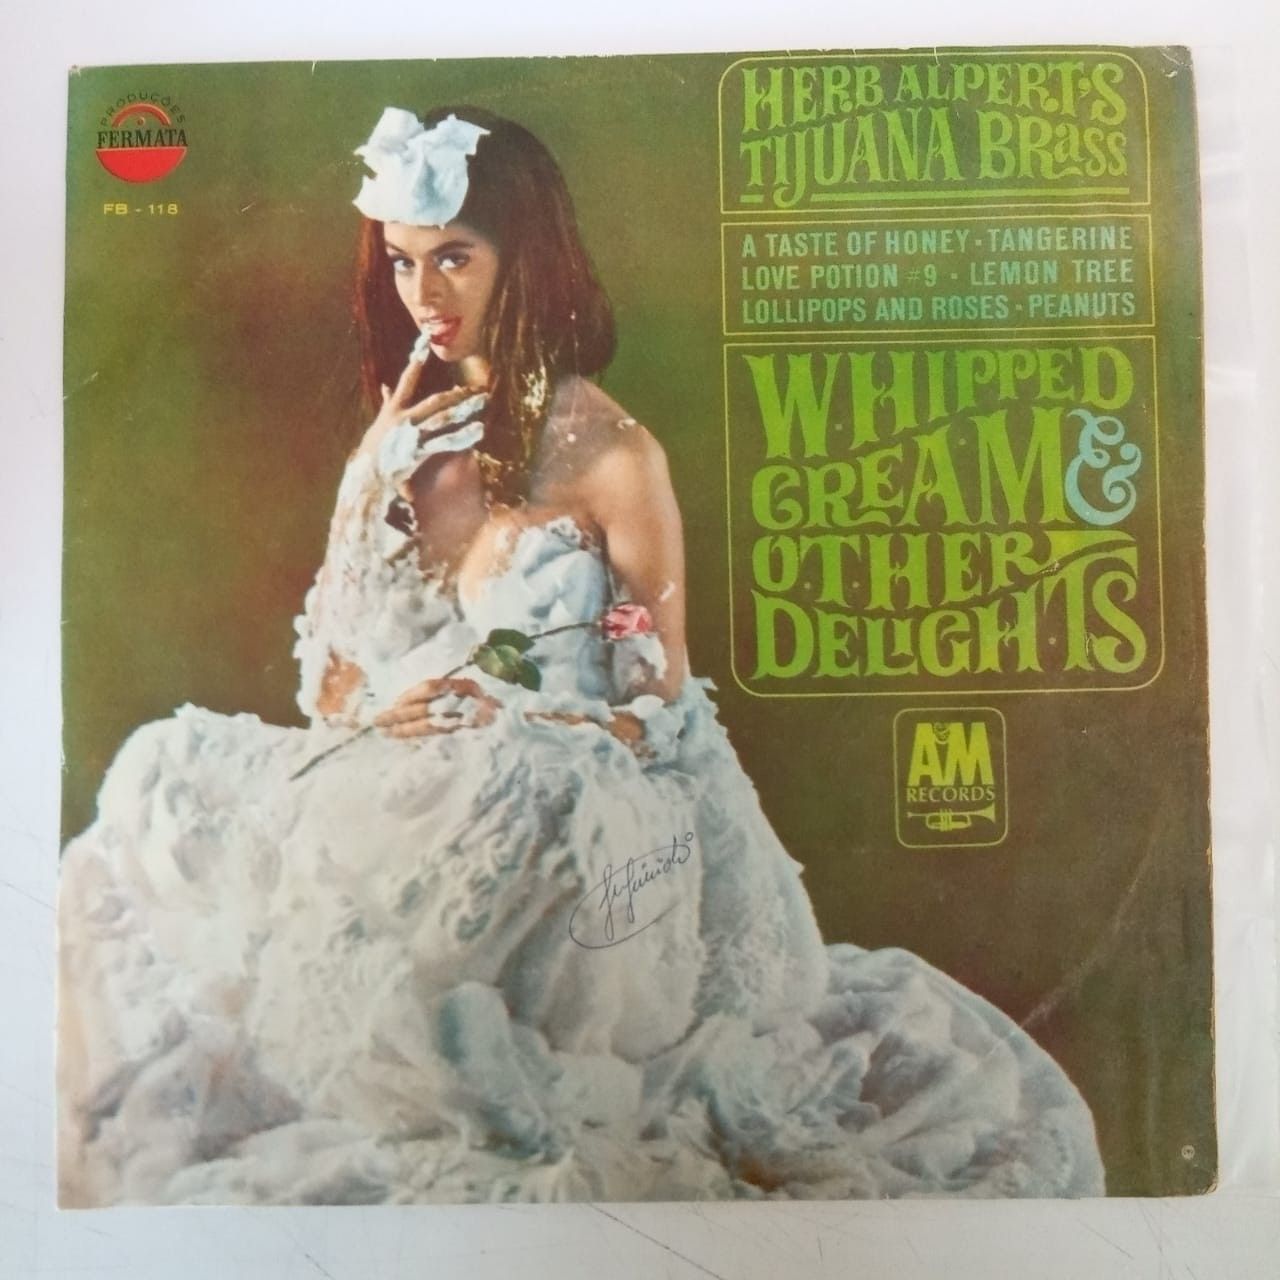 PRODUÇÕES
FERMATA
FB - 118
HERB ALPERT'S
TIJUANA BRASS
A TASTE OF HONEY • TANGERINE
LOVE POTION #9 • LEMON TREE
LOLLIPOPS AND ROSES • PEANUTS
WHIPPED
CREAM &
OTHER
DELIGHTS
A&M
RECORDS